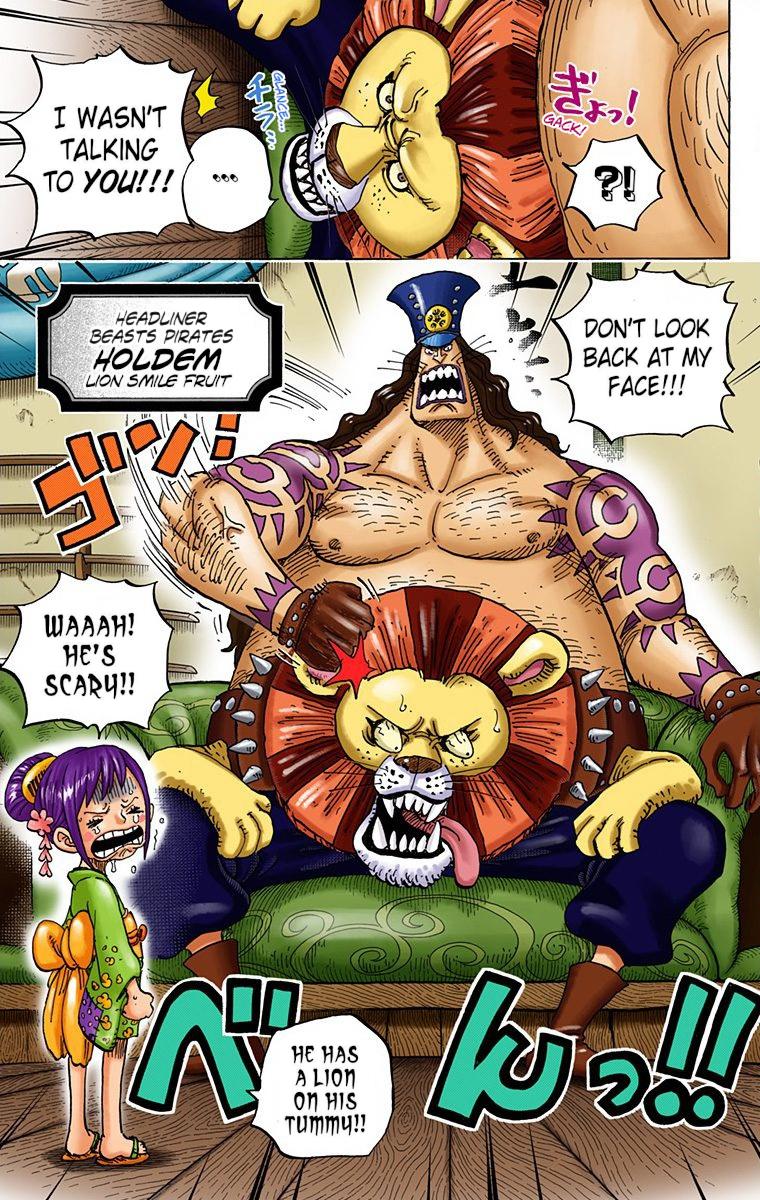 ぎょっ!
GACK!
?!
GLANCE...
チラ...
...
I WASN'T
TALKING
TO YOU!!!
DON'T LOOK
BACK AT MY
FACE!!!
HEADLINER
BEASTS PIRATES
HOLDEM
LION SMILE FRUIT
ゴン!
WAAAH!
HE'S
SCARY!!
べんっ!!
HE HAS
A LION
ON HIS
TUMMY!!